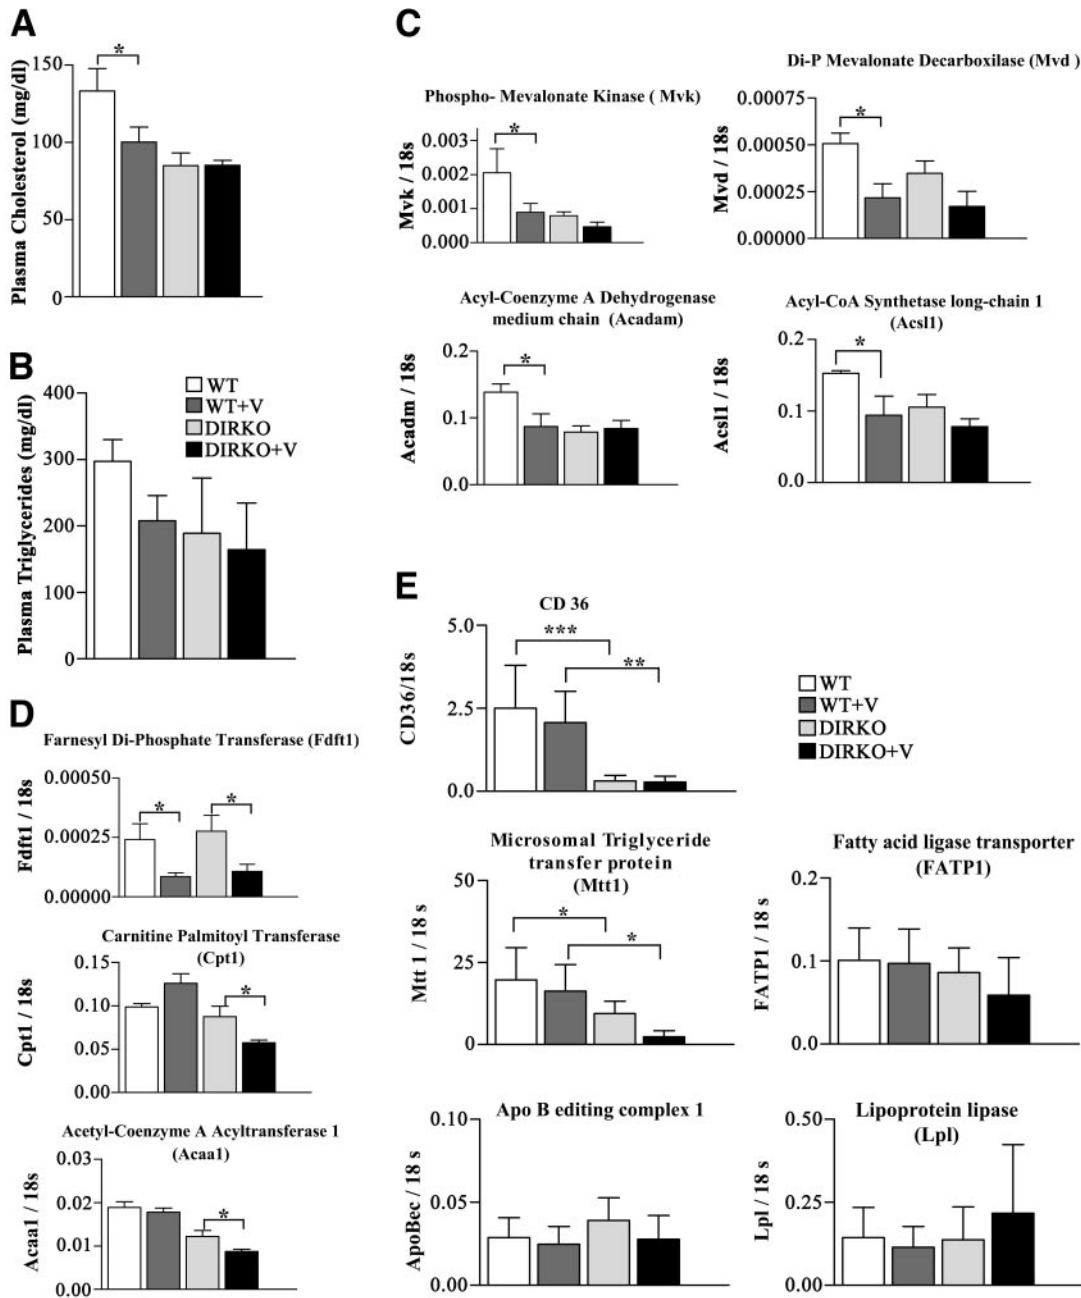 A
Plasma Cholesterol (mg/dl)
150
100
50
0
*
B
Plasma Triglycerides (mg/dl)
400
300
200
100
0
WT
WT+V
DIRKO
DIRKO+V
C
Phospho- Mevalonate Kinase ( Mvk)
Mvk / 18s
0.003
0.002
0.001
0.000
*
Di-P Mevalonate Decarboxilase (Mvd )
Mvd / 18s
0.00075
0.00050
0.00025
0.00000
*
Acyl-Coenzyme A Dehydrogenase
medium chain (Acadam)
Acadm / 18s
0.2
0.1
0.0
*
Acyl-CoA Synthetase long-chain 1
(Acsl1)
Acsl1 / 18s
0.2
0.1
0.0
*
D
Farnesyl Di-Phosphate Transferase (Fdft1)
Fdft1 / 18s
0.00050
0.00025
0.00000
*
*
Carnitine Palmitoyl Transferase
(Cpt1)
Cpt1 / 18s
0.15
0.10
0.05
0.00
*
Acetyl-Coenzyme A Acyltransferase 1
(Acaa1)
Acaa1 / 18s
0.03
0.02
0.01
0.00
*
E
CD 36
CD36/18s
5.0
2.5
0.0
***
**
WT
WT+V
DIRKO
DIRKO+V
Microsomal Triglyceride
transfer protein
(Mtt1)
Mtt 1 / 18 s
50
25
0
*
*
Fatty acid ligase transporter
(FATP1)
FATP1 / 18 s
0.2
0.1
0.0
Apo B editing complex 1
ApoBec / 18 s
0.10
0.05
0.00
Lipoprotein lipase
(Lpl)
Lpl / 18 s
0.50
0.25
0.00